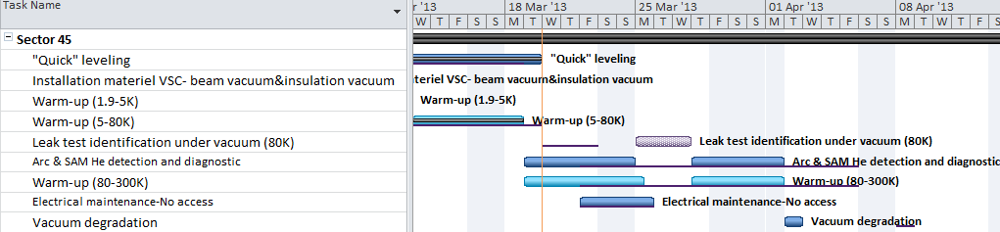 Task Name
r '13
18 Mar '13
25 Mar '13
01 Apr '13
08 Apr '13
W T F S S M T W T F S S M T W T F S S M T W T F S S M T W T F S
Sector 45
"Quick" leveling
"Quick" leveling
Installation materiel VSC- beam vacuum&insulation vacuum
ateriel VSC- beam vacuum&insulation vacuum
Warm-up (1.9-5K)
Warm-up (1.9-5K)
Warm-up (5-80K)
Warm-up (5-80K)
Leak test identification under vacuum (80K)
Leak test identification under vacuum (80K)
Arc & SAM He detection and diagnostic
Arc & SAM He detection and diagnostic
Warm-up (80-300K)
Warm-up (80-300K)
Electrical maintenance-No access
Electrical maintenance-No access
Vacuum degradation
Vacuum degradation